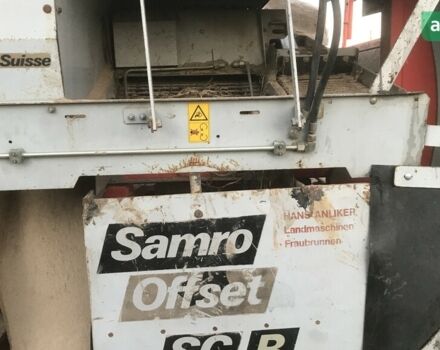 Suisse
Samro
Offset
HANS ANLIKER
Landmaschinen
Fraubrunnen